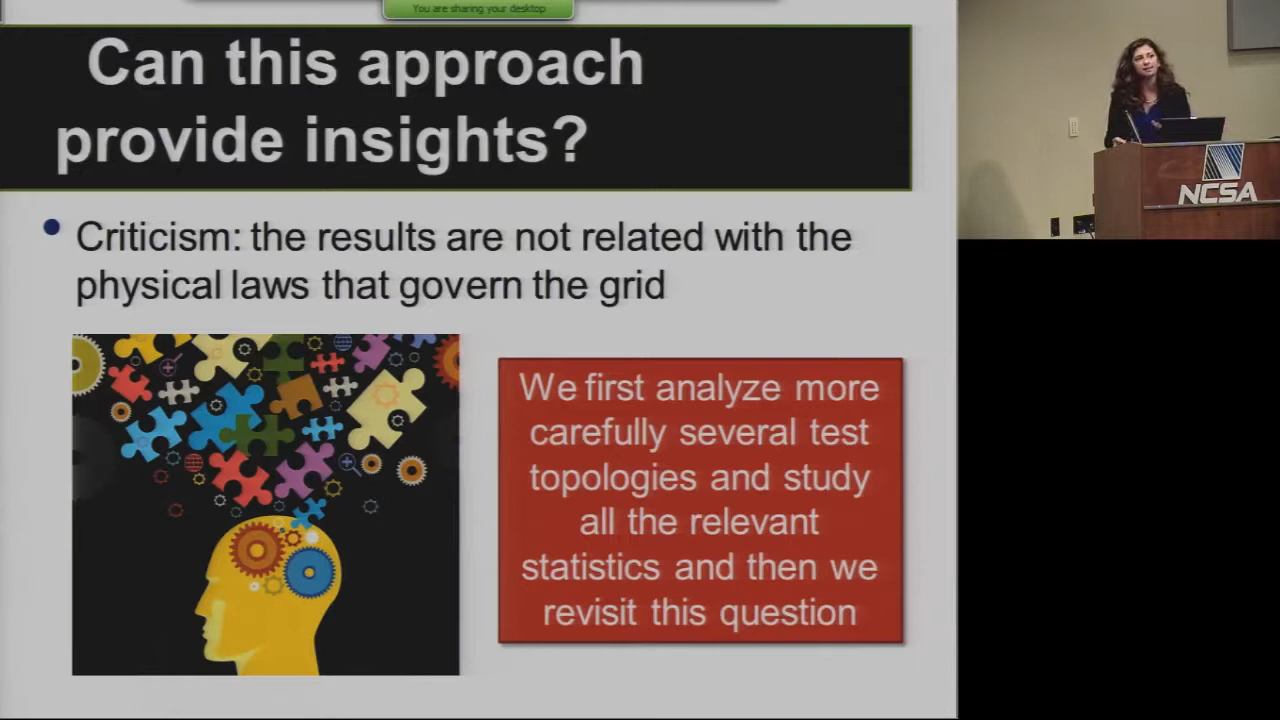 You are sharing your desktop
Can this approach
provide insights?
• Criticism: the results are not related with the
physical laws that govern the grid
We first analyze more
carefully several test
topologies and study
all the relevant
statistics and then we
revisit this question
NCSA